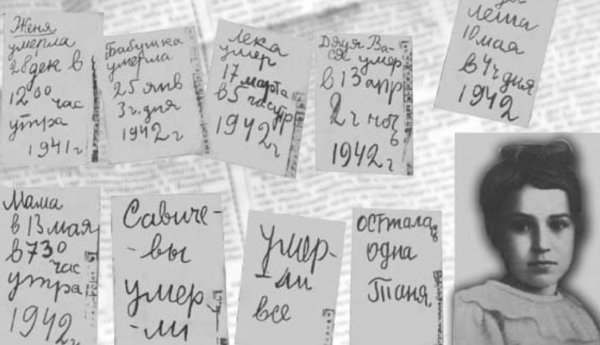 Женя
умерла
28 дек в
12 00 час
утра
1941 г
Бабушка
умерла
25 янв
3 ч. дня
1942 г
Лека
умер
17 марта
в 5 час утр
1942 г
Дядя Ва
ся умер
в 13 апр
2 ч ноч
ь
1942 г
Леша
10 мая
в 4 ч дня
1942
Мама
в 13 мая
в 7 30
час
утра
1942 г
Савиче-
-вы
умер-
-ли
умер-
-ли
все
осталась
одна
Таня